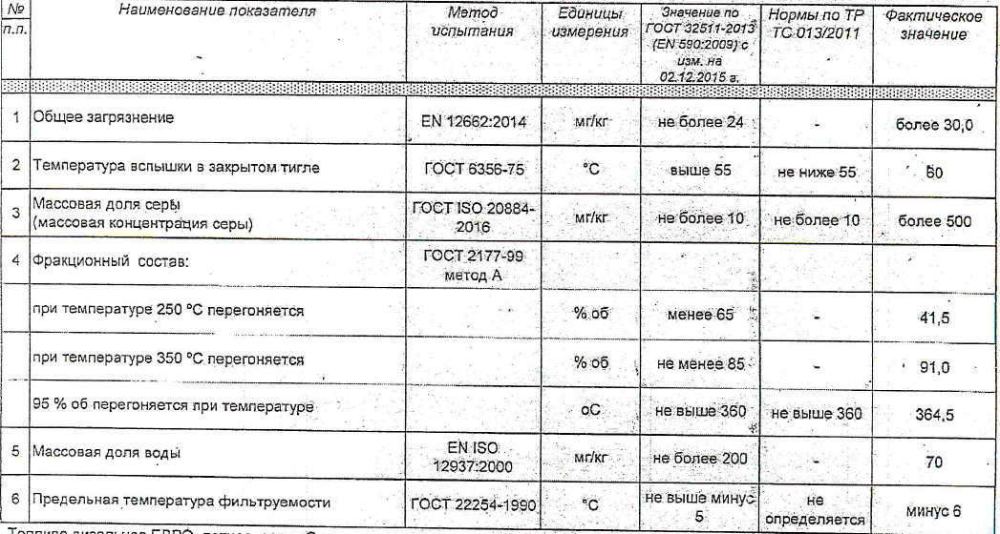 № п.п. Наименование показателя Метод испытания Единицы измерения Значение по ГОСТ 32511-2013 (EN 590:2009) с изм. на 02.12.2015 г. Нормы по ТР ТС 013/2011 Фактическое значение
1 Общее загрязнение EN 12662:2014 мг/кг не более 24 - более 30,0
2 Температура вспышки в закрытом тигле ГОСТ 6356-75 °С выше 55 не ниже 55 60
3 Массовая доля серы (массовая концентрация серы) ГОСТ ISO 20884-2016 мг/кг не более 10 не более 10 более 500
4 Фракционный состав: ГОСТ 2177-99 метод А
при температуре 250 °С перегоняется % об менее 65 - 41,5
при температуре 350 °С перегоняется % об не менее 85 - 91,0
95 % об перегоняется при температуре оС не выше 360 не выше 360 364,5
5 Массовая доля воды EN ISO 12937:2000 мг/кг не более 200 - 70
6 Предельная температура фильтруемости ГОСТ 22254-1990 °С не выше минус 5 не определяется минус 6